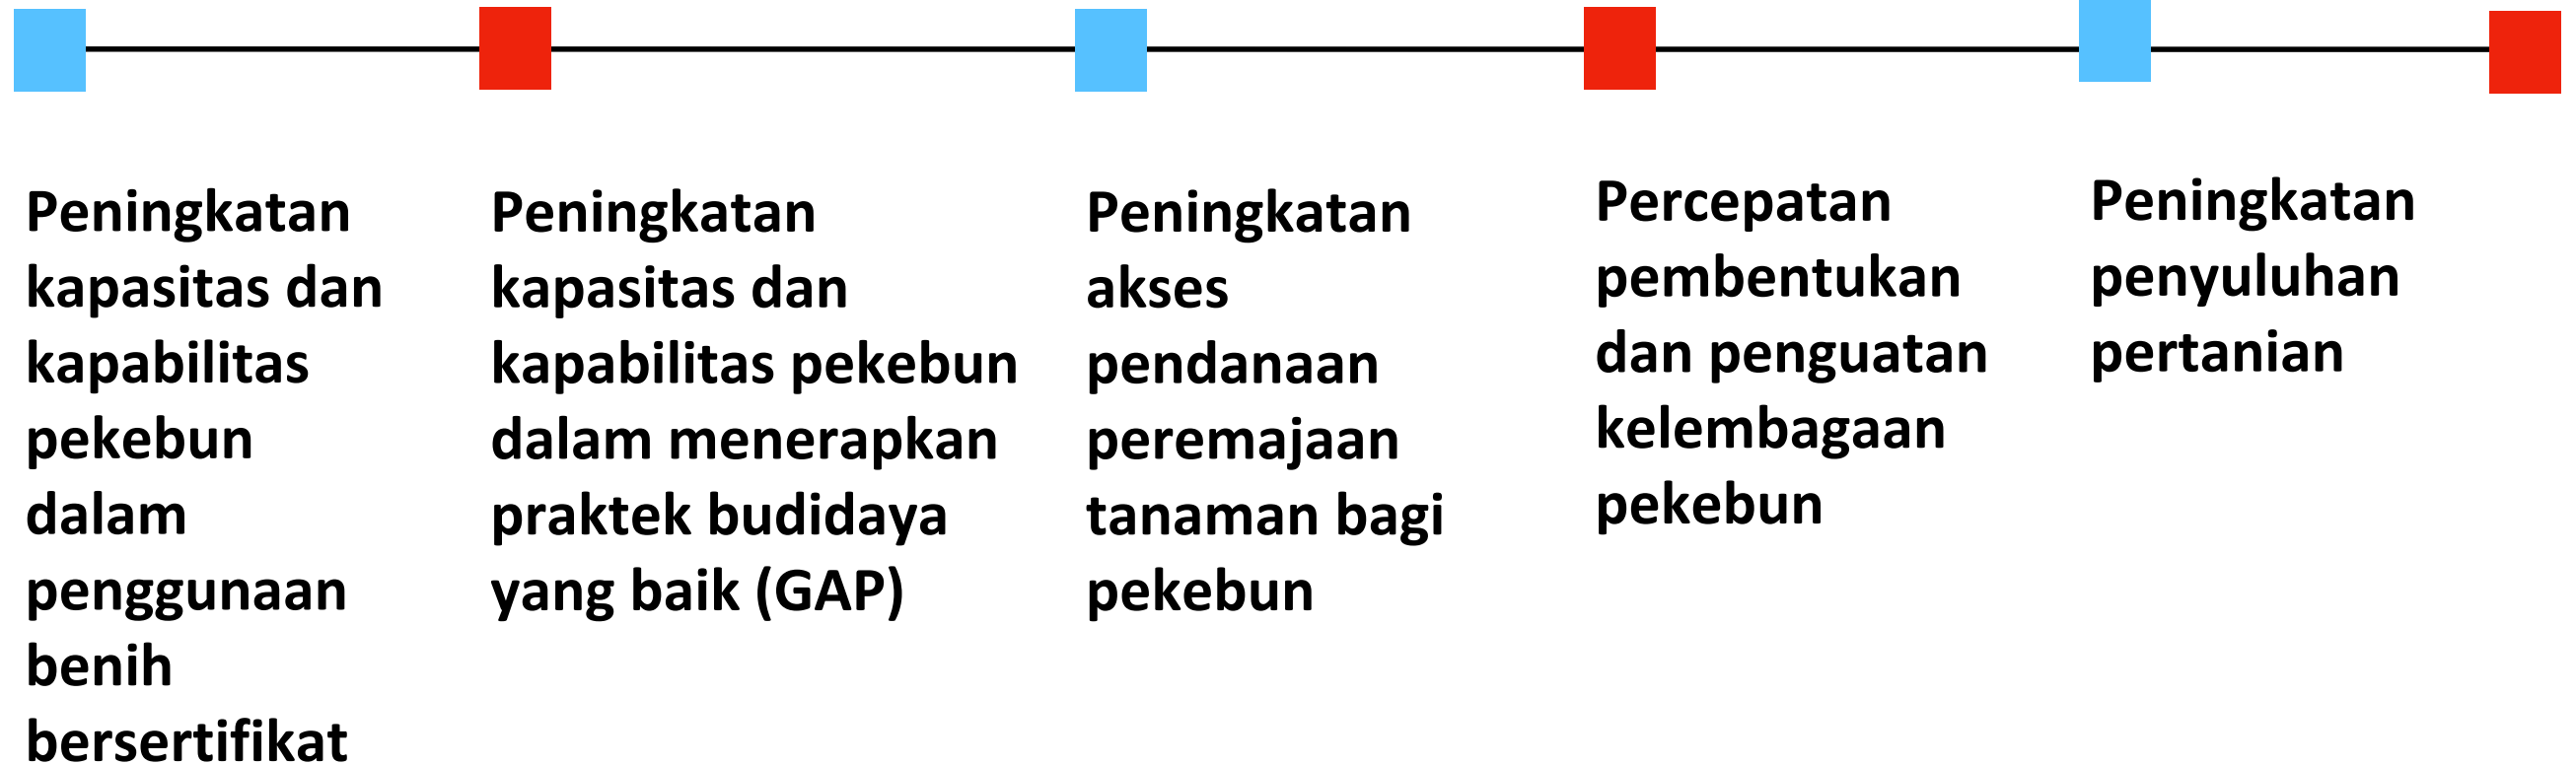 Peningkatan
kapasitas dan
kapabilitas
pekebun
dalam
penggunaan
benih
bersertifikat
Peningkatan
kapasitas dan
kapabilitas pekebun
dalam menerapkan
praktek budidaya
yang baik (GAP)
Peningkatan
akses
pendanaan
peremajaan
tanaman bagi
pekebun
Percepatan
pembentukan
dan penguatan
kelembagaan
pekebun
Peningkatan
penyuluhan
pertanian